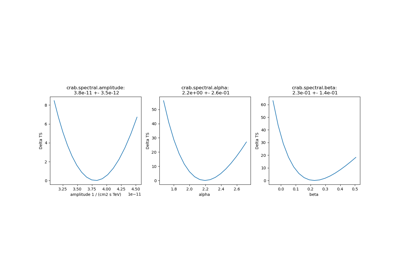 crab.spectral.amplitude:
3.8e-11 +- 3.5e-12
Delta TS
8
6
4
2
0
3.25 3.50 3.75 4.00 4.25 4.50
amplitude 1 / (cm2 s TeV) 1e−11
crab.spectral.alpha:
2.2e+00 +- 2.6e-01
Delta TS
50
40
30
20
10
0
1.8 2.0 2.2 2.4 2.6
alpha
crab.spectral.beta:
2.3e-01 +- 1.4e-01
Delta TS
60
50
40
30
20
10
0
0.0 0.1 0.2 0.3 0.4 0.5
beta